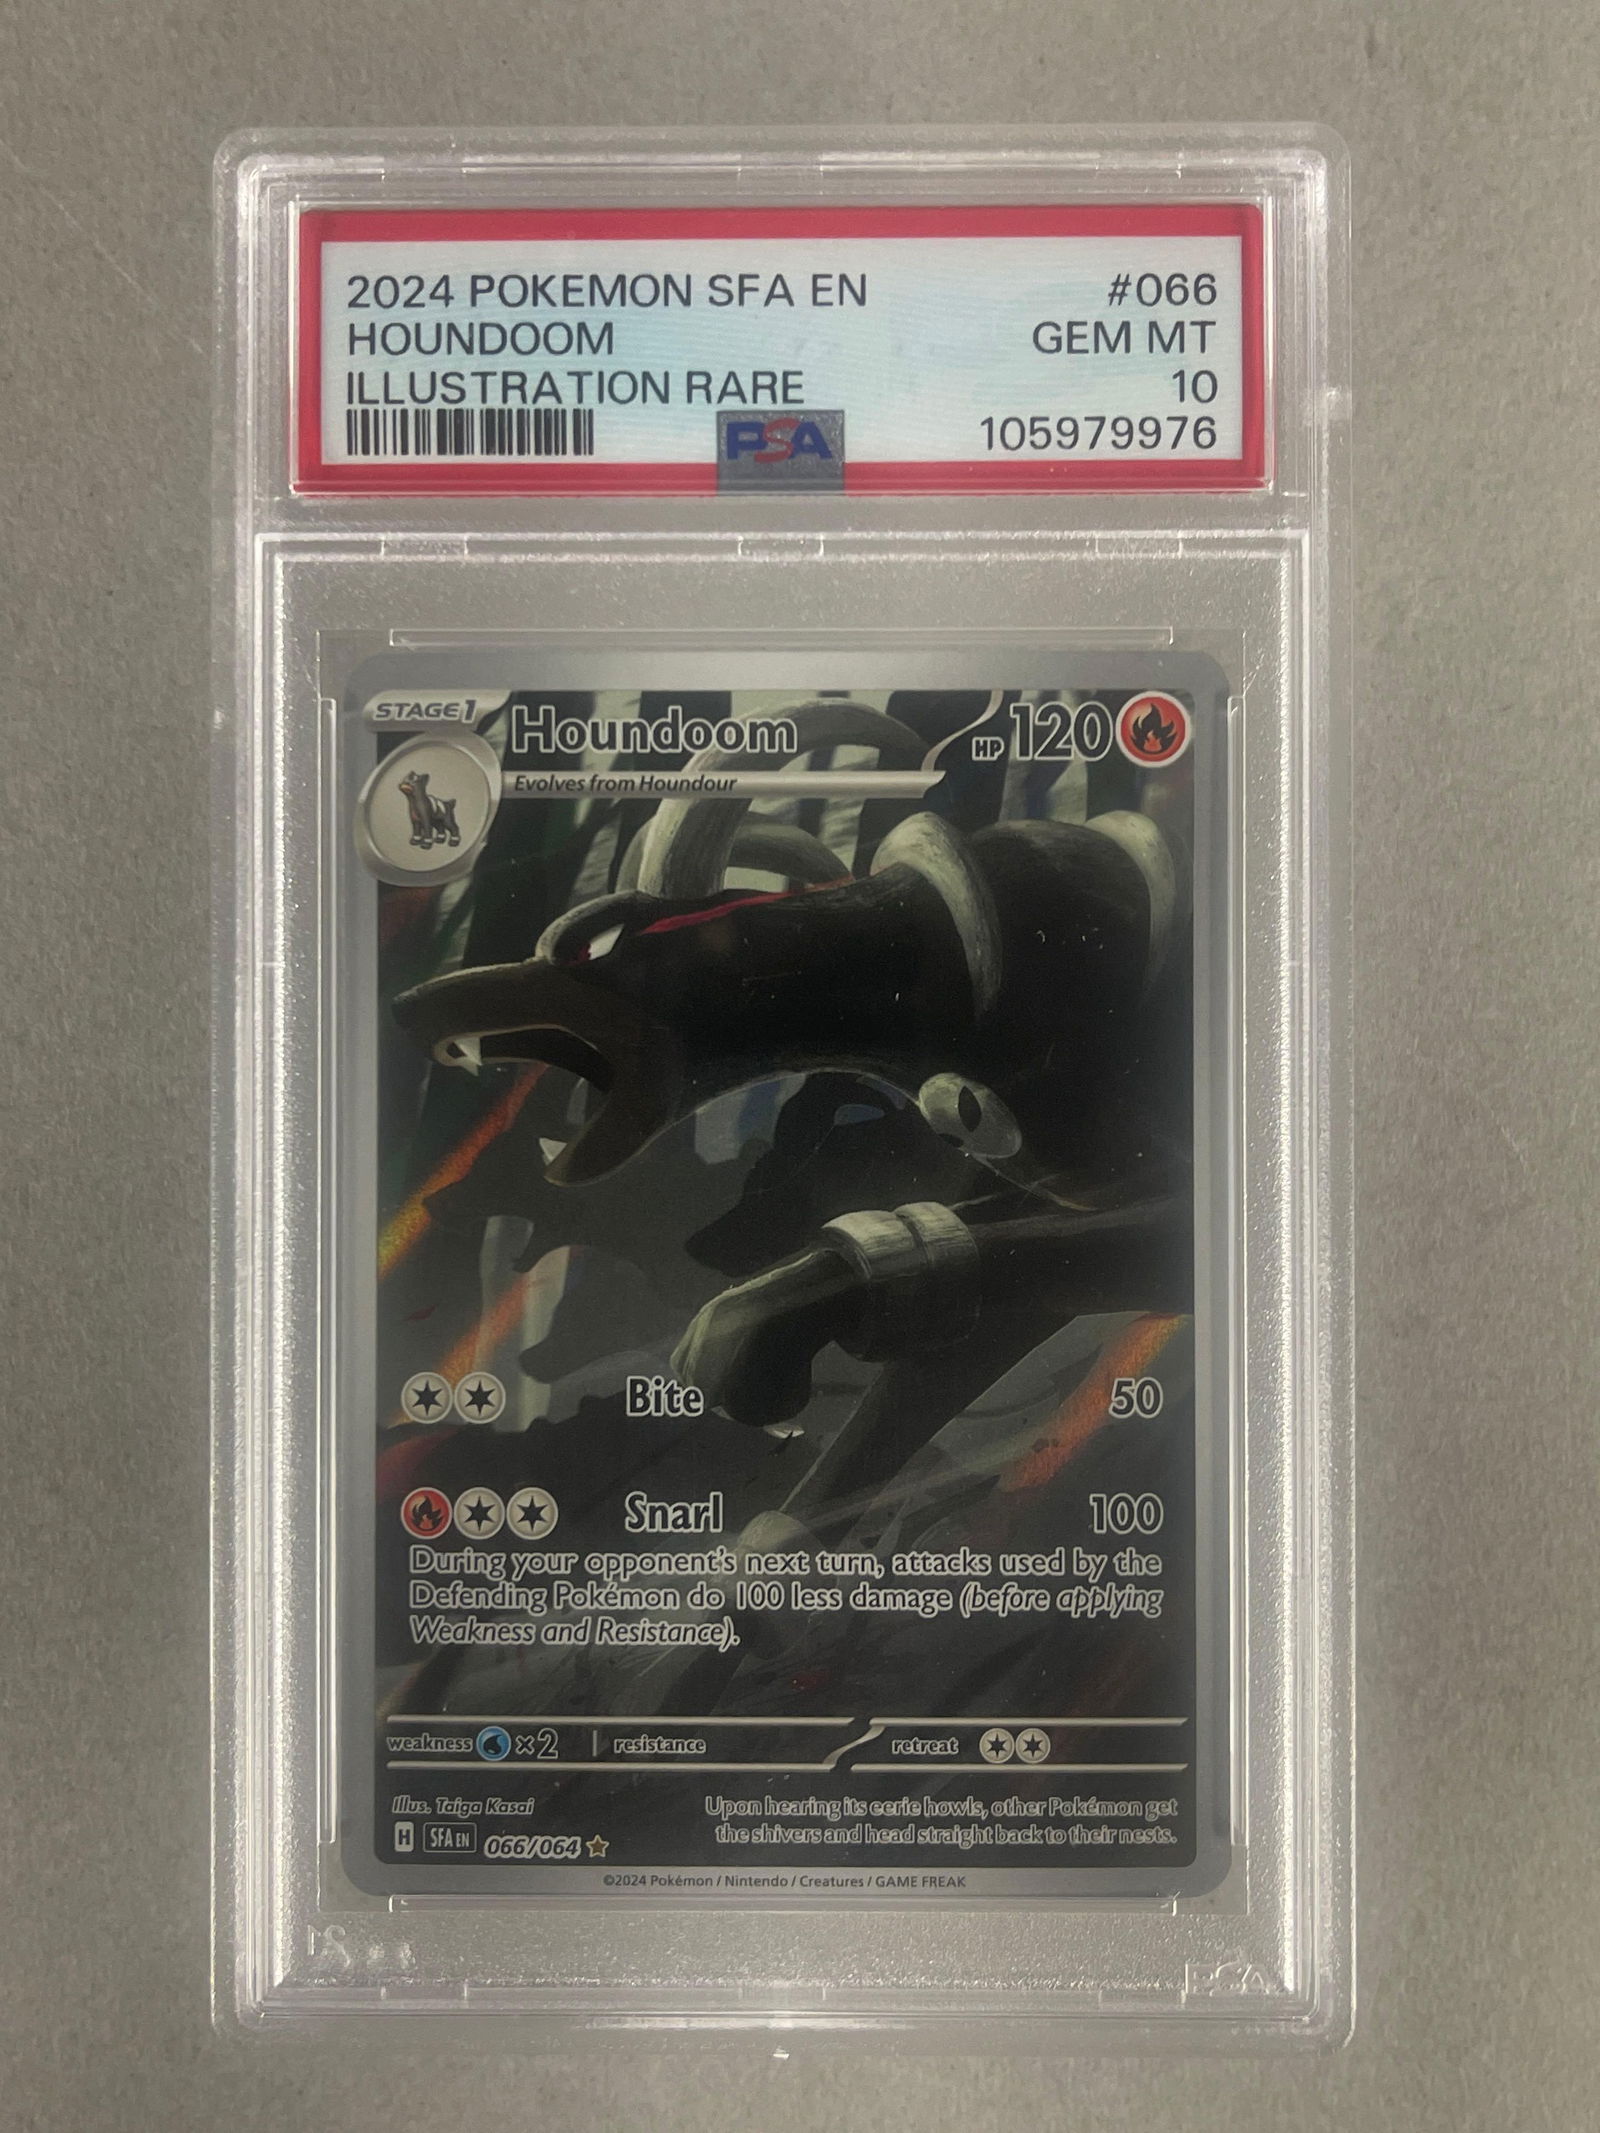 2024 POKEMON SFA EN #066
HOUNDOOM GEM MT
ILLUSTRATION RARE 10
PSA 105979976
STAGE1 Houndoom HP 120
Evolves from Houndour
Bite 50
Snarl 100
During your opponent's next turn, attacks used by the
Defending Pokémon do 100 less damage (before applying
Weakness and Resistance).
weakness ×2 resistance retreat
Illus. Taiga Kasai
Upon hearing its eerie howls, other Pokémon get
the shivers and head straight back to their nests.
H SFA EN 066/064
©2024 Pokémon / Nintendo / Creatures / GAME FREAK
PSA